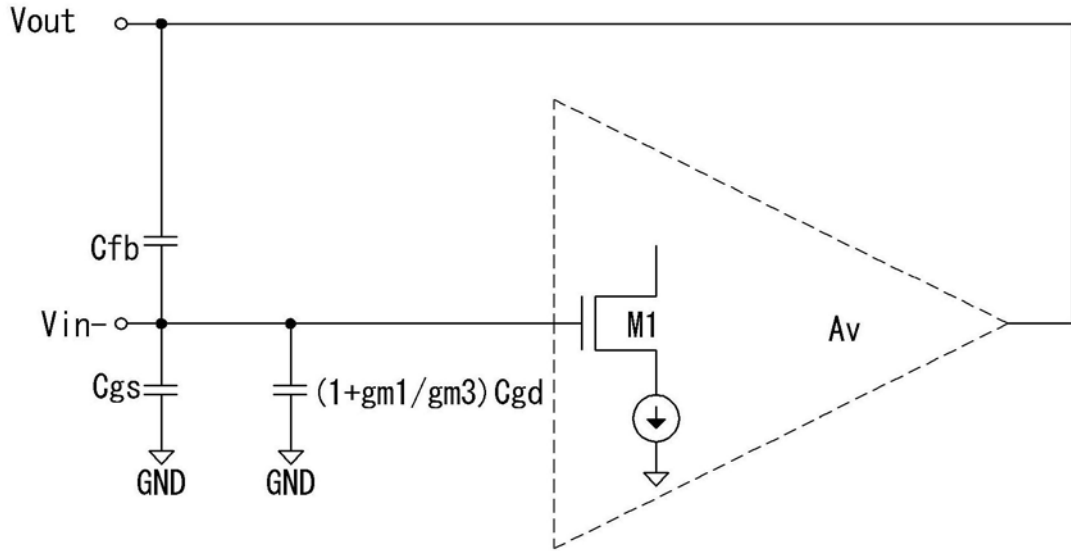 Vout
Cfb
Vin-
M1
Av
Cgs
(1+gm1/gm3)Cgd
GND
GND